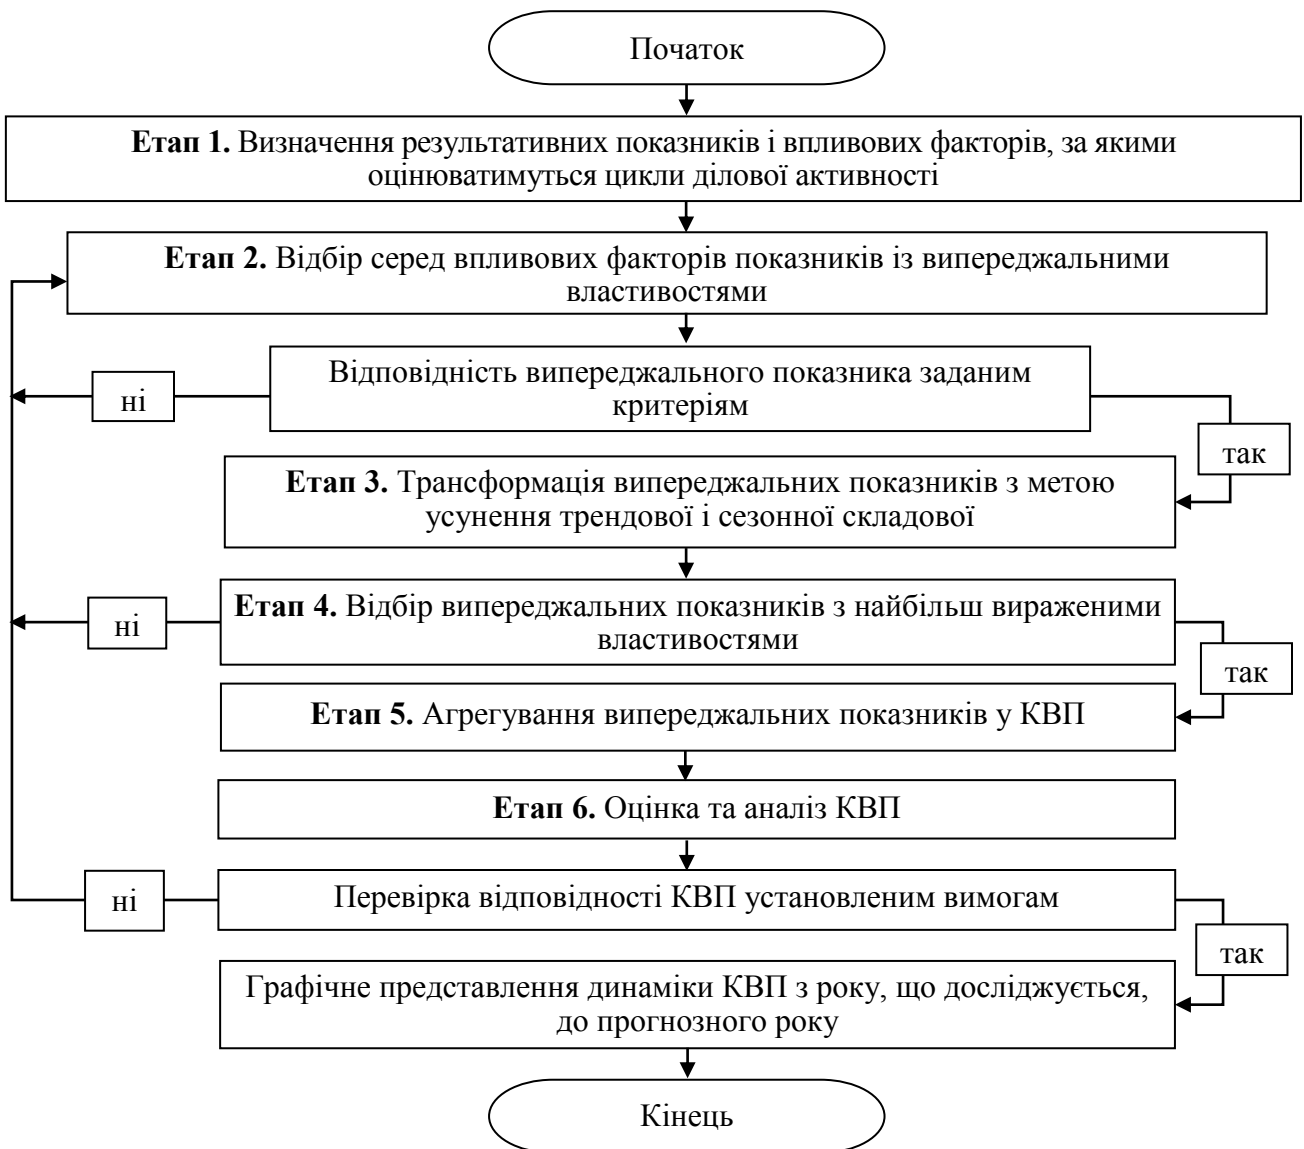 Початок
Етап 1. Визначення результативних показників і впливових факторів, за якими
оцінюватимуться цикли ділової активності
Етап 2. Відбір серед впливових факторів показників із випереджальними
властивостями
Відповідність випереджального показника заданим
критеріям
ні
так
Етап 3. Трансформація випереджальних показників з метою
усунення трендової і сезонної складової
Етап 4. Відбір випереджальних показників з найбільш вираженими
властивостями
ні
так
Етап 5. Агрегування випереджальних показників у КВП
Етап 6. Оцінка та аналіз КВП
Перевірка відповідності КВП установленим вимогам
ні
так
Графічне представлення динаміки КВП з року, що досліджується,
до прогнозного року
Кінець